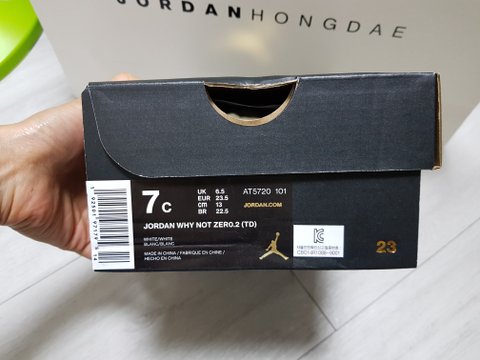 JORDANHONGDAE
7C
UK 6.5
EUR 23.5
cm 13
BR 22.5
AT5720 101
JORDAN.COM
JORDAN WHY NOT ZER0.2 (TD)
WHITE/WHITE
BLANC/BLANC
MADE IN CHINA / FABRIQUÉ EN CHINE /
HECHO EN CHINA
23